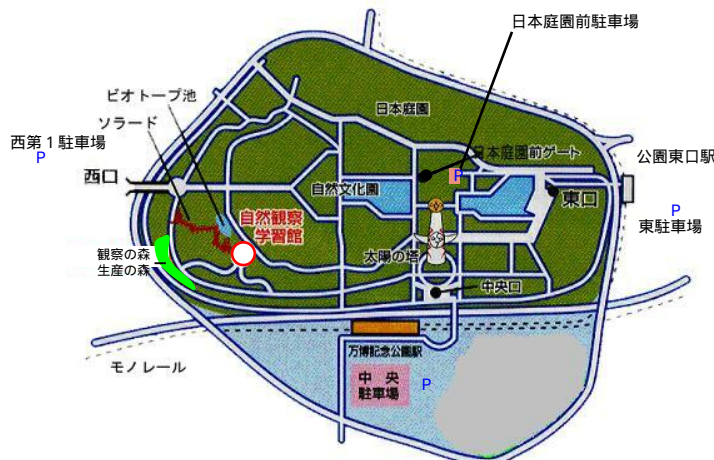 日本庭園前駐車場
ビオトープ池
ソラード
日本庭園
西第1駐車場
P
西口
日本庭園前ゲート
P
公園東口駅
自然文化園
東口
P
東駐車場
自然観察
学習館
観察の森
生産の森
太陽の塔
中央口
万博記念公園駅
モノレール
中央
駐車場
P